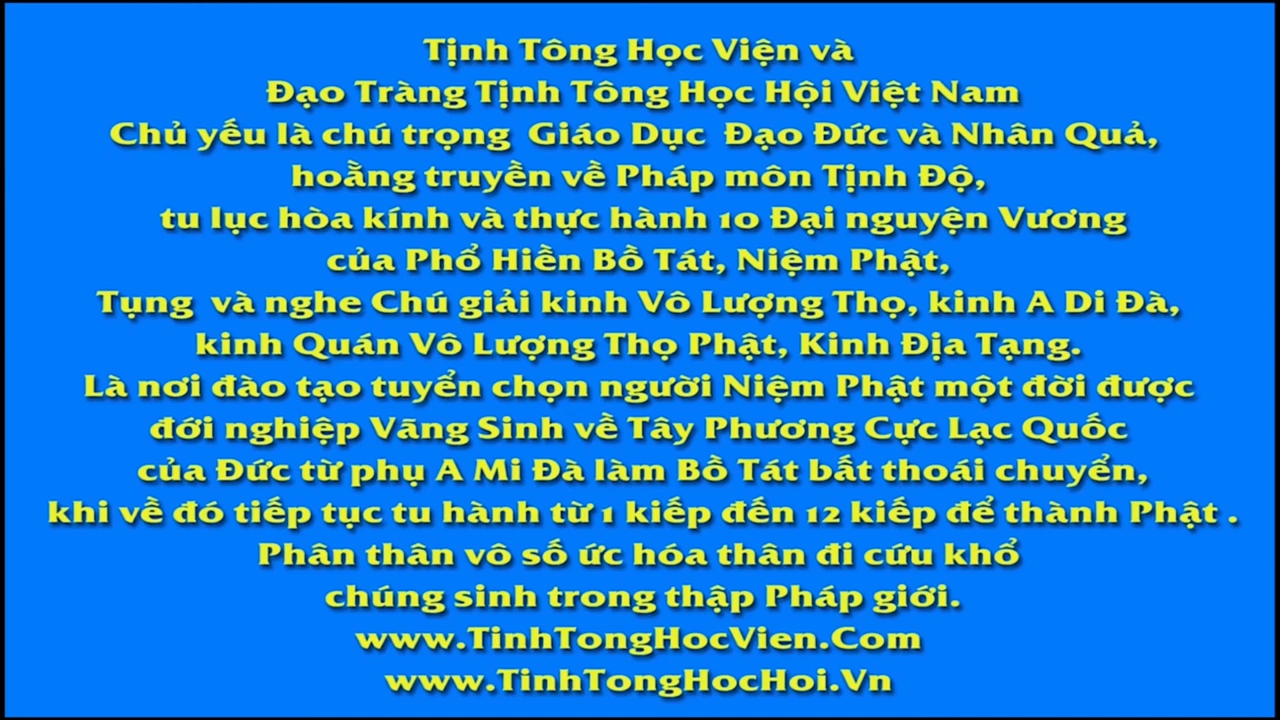 Tịnh Tông Học Viện và
Đạo Tràng Tịnh Tông Học Hội Việt Nam
Chủ yếu là chú trọng Giáo Dục Đạo Đức và Nhân Quả,
hoằng truyền về Pháp môn Tịnh Độ,
tu lục hòa kính và thực hành 10 Đại nguyện Vương
của Phổ Hiền Bồ Tát, Niệm Phật,
Tụng và nghe Chú giải kinh Vô Lượng Thọ, kinh A Di Đà,
kinh Quán Vô Lượng Thọ Phật, Kinh Địa Tạng.
Là nơi đào tạo tuyển chọn người Niệm Phật một đời được
đới nghiệp Vãng Sinh về Tây Phương Cực Lạc Quốc
của Đức từ phụ A Mi Đà làm Bồ Tát bất thoái chuyển,
khi về đó tiếp tục tu hành từ 1 kiếp đến 12 kiếp để thành Phật .
Phân thân vô số ức hóa thân đi cứu khổ
chúng sinh trong thập Pháp giới.
www.TinhTongHocVien.Com
www.TinhTongHocHoi.Vn